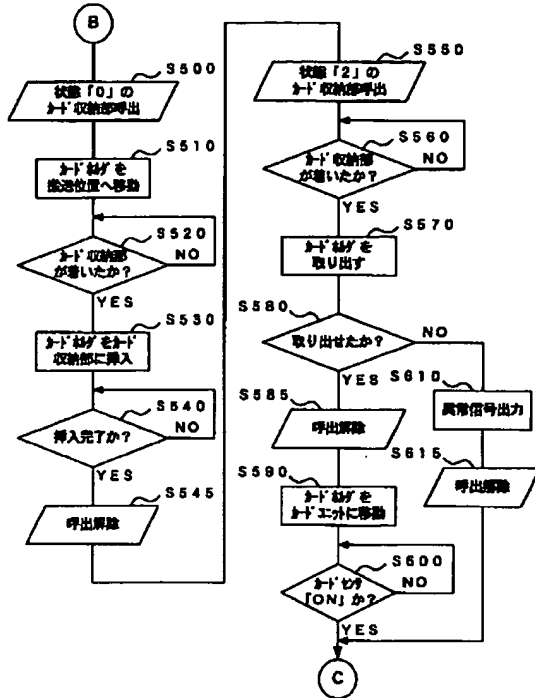 B
S500
状態「0」の
カード収納部呼出
S510
カードホルダを
搬送位置へ移動
S520
カード収納部
が着いたか?
NO
YES
S530
カードホルダをカード
収納部に挿入
S540
挿入完了か?
NO
YES
S545
呼出解除
S550
状態「2」の
カード収納部呼出
S560
カード収納部
が着いたか?
NO
YES
S570
カードホルダを
取り出す
S580
取り出せたか?
NO
YES
S585
呼出解除
S590
カードホルダを
カードユニットに移動
S600
カードセンサ
「ON」か?
NO
YES
S610
異常信号出力
S615
呼出解除
C